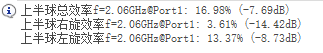 上半球总效率f=2.06GHz@Port1: 16.98% (-7.69dB)
上半球右旋效率f=2.06GHz@Port1: 3.61% (-14.42dB)
上半球左旋效率f=2.06GHz@Port1: 13.37% (-8.73dB)